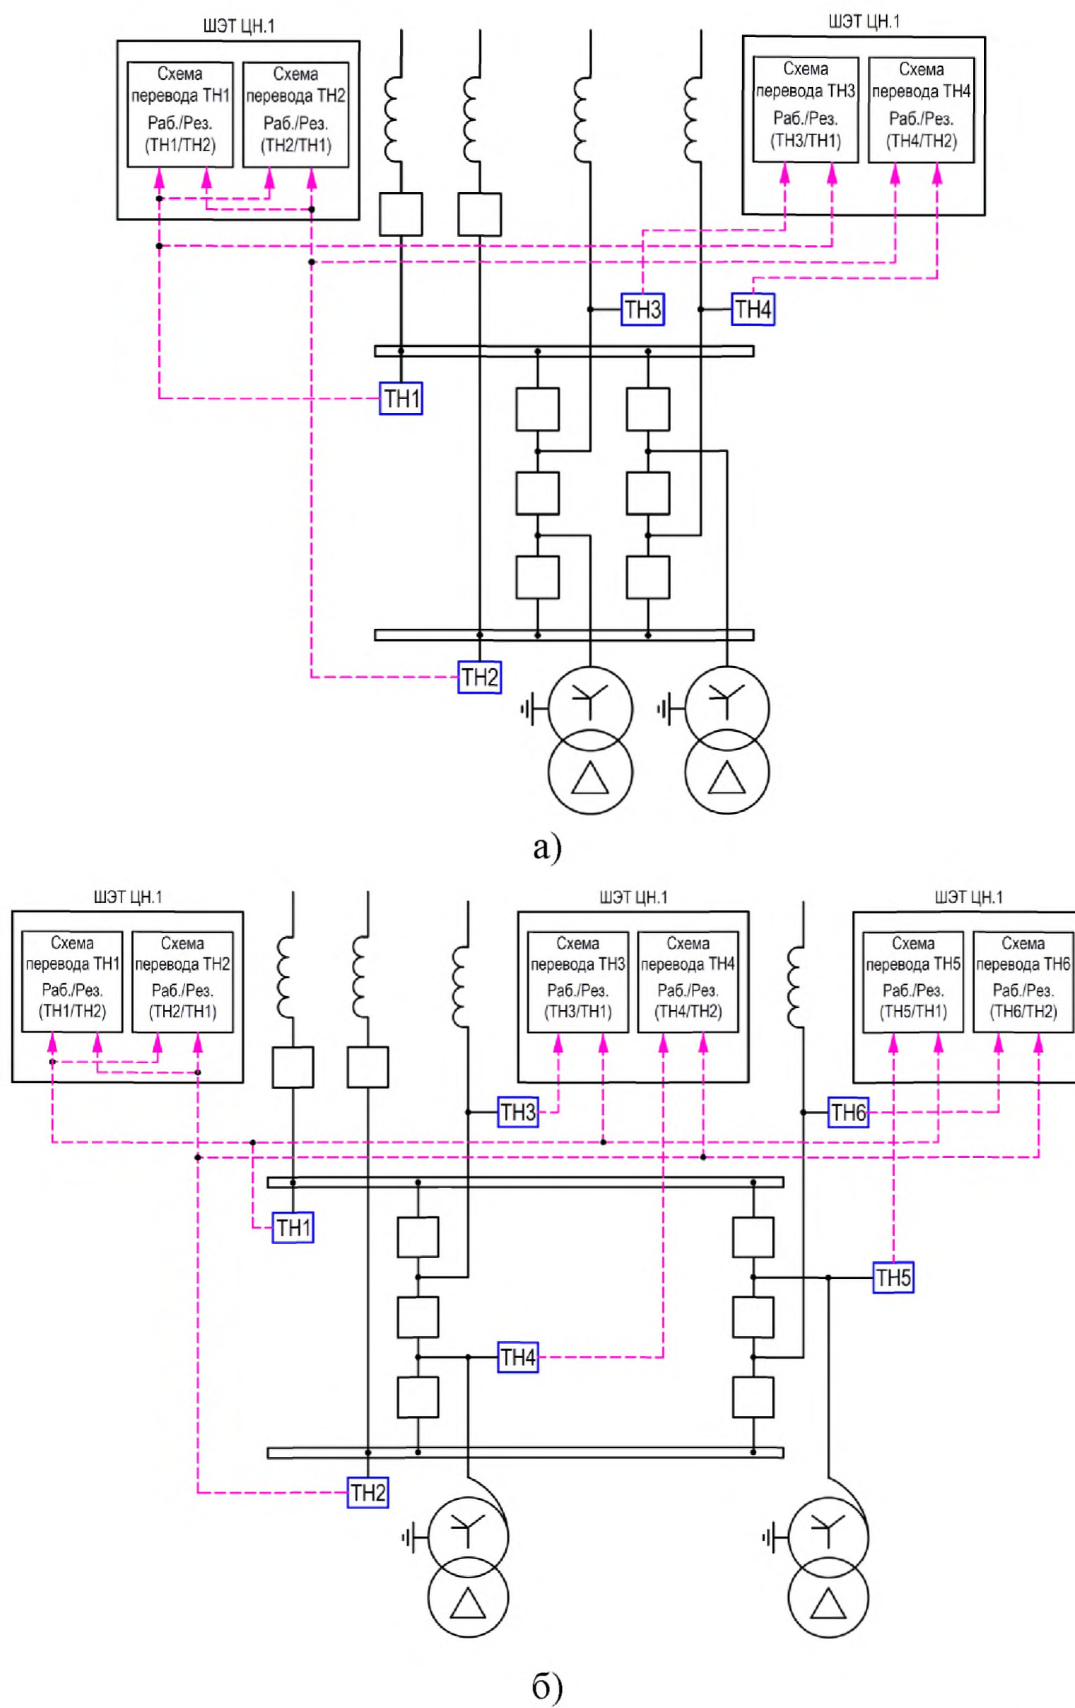 ШЭТ ЦН.1
Схема
перевода ТН1
Раб./Рез.
(ТН1/ТН2)
Схема
перевода ТН2
Раб./Рез.
(ТН2/ТН1)
ШЭТ ЦН.1
Схема
перевода ТН3
Раб./Рез.
(ТН3/ТН1)
Схема
перевода ТН4
Раб./Рез.
(ТН4/ТН2)
ТН3
ТН4
ТН1
ТН2
а)
ШЭТ ЦН.1
Схема
перевода ТН1
Раб./Рез.
(ТН1/ТН2)
Схема
перевода ТН2
Раб./Рез.
(ТН2/ТН1)
ШЭТ ЦН.1
Схема
перевода ТН3
Раб./Рез.
(ТН3/ТН1)
Схема
перевода ТН4
Раб./Рез.
(ТН4/ТН2)
ШЭТ ЦН.1
Схема
перевода ТН5
Раб./Рез.
(ТН5/ТН1)
Схема
перевода ТН6
Раб./Рез.
(ТН6/ТН2)
ТН3
ТН6
ТН1
ТН5
ТН4
ТН2
б)